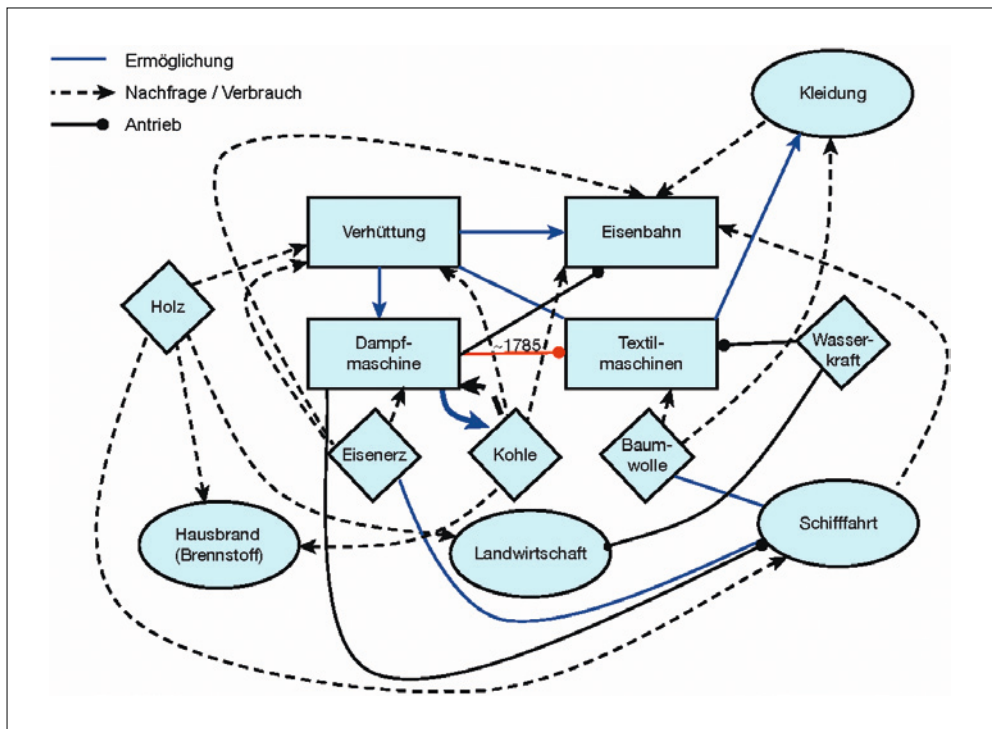 Ermöglichung
Nachfrage / Verbrauch
Antrieb
Kleidung
Verhüttung
Eisenbahn
Holz
Dampf-
maschine
~1785
Textil-
maschinen
Wasser-
kraft
Eisenerz
Kohle
Baum-
wolle
Hausbrand
(Brennstoff)
Landwirtschaft
Schifffahrt